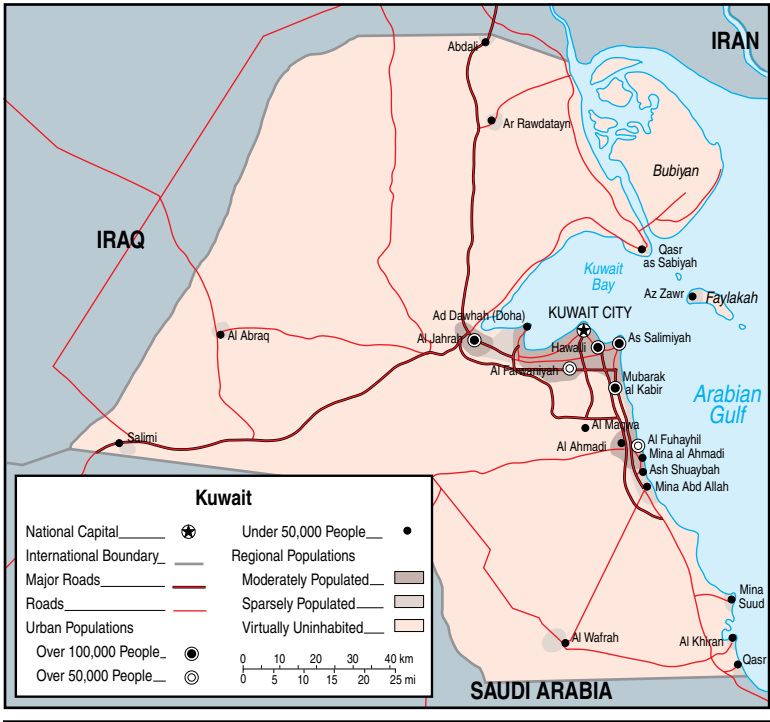 IRAN
Abdali
Ar Rawdatayn
Bubiyan
IRAQ
Qasr
as Sabiyah
Kuwait
Bay
Az Zawr
Faylakah
Ad Dawhah (Doha)
KUWAIT CITY
Al Abraq
Al Jahrah
Hawalli
As Salimiyah
Al Farwaniyah
Mubarak
al Kabir
Arabian
Gulf
Al Maqwa
Salimi
Al Ahmadi
Al Fuhayhil
Mina al Ahmadi
Ash Shuaybah
Mina Abd Allah
Kuwait
National Capital
International Boundary
Major Roads
Roads
Urban Populations
Over 100,000 People
Over 50,000 People
Under 50,000 People
Regional Populations
Moderately Populated
Sparsely Populated
Virtually Uninhabited
0 10 20 30 40 km
0 5 10 15 20 25 mi
Mina
Suud
Al Wafrah
Al Khiran
Qasr
SAUDI ARABIA